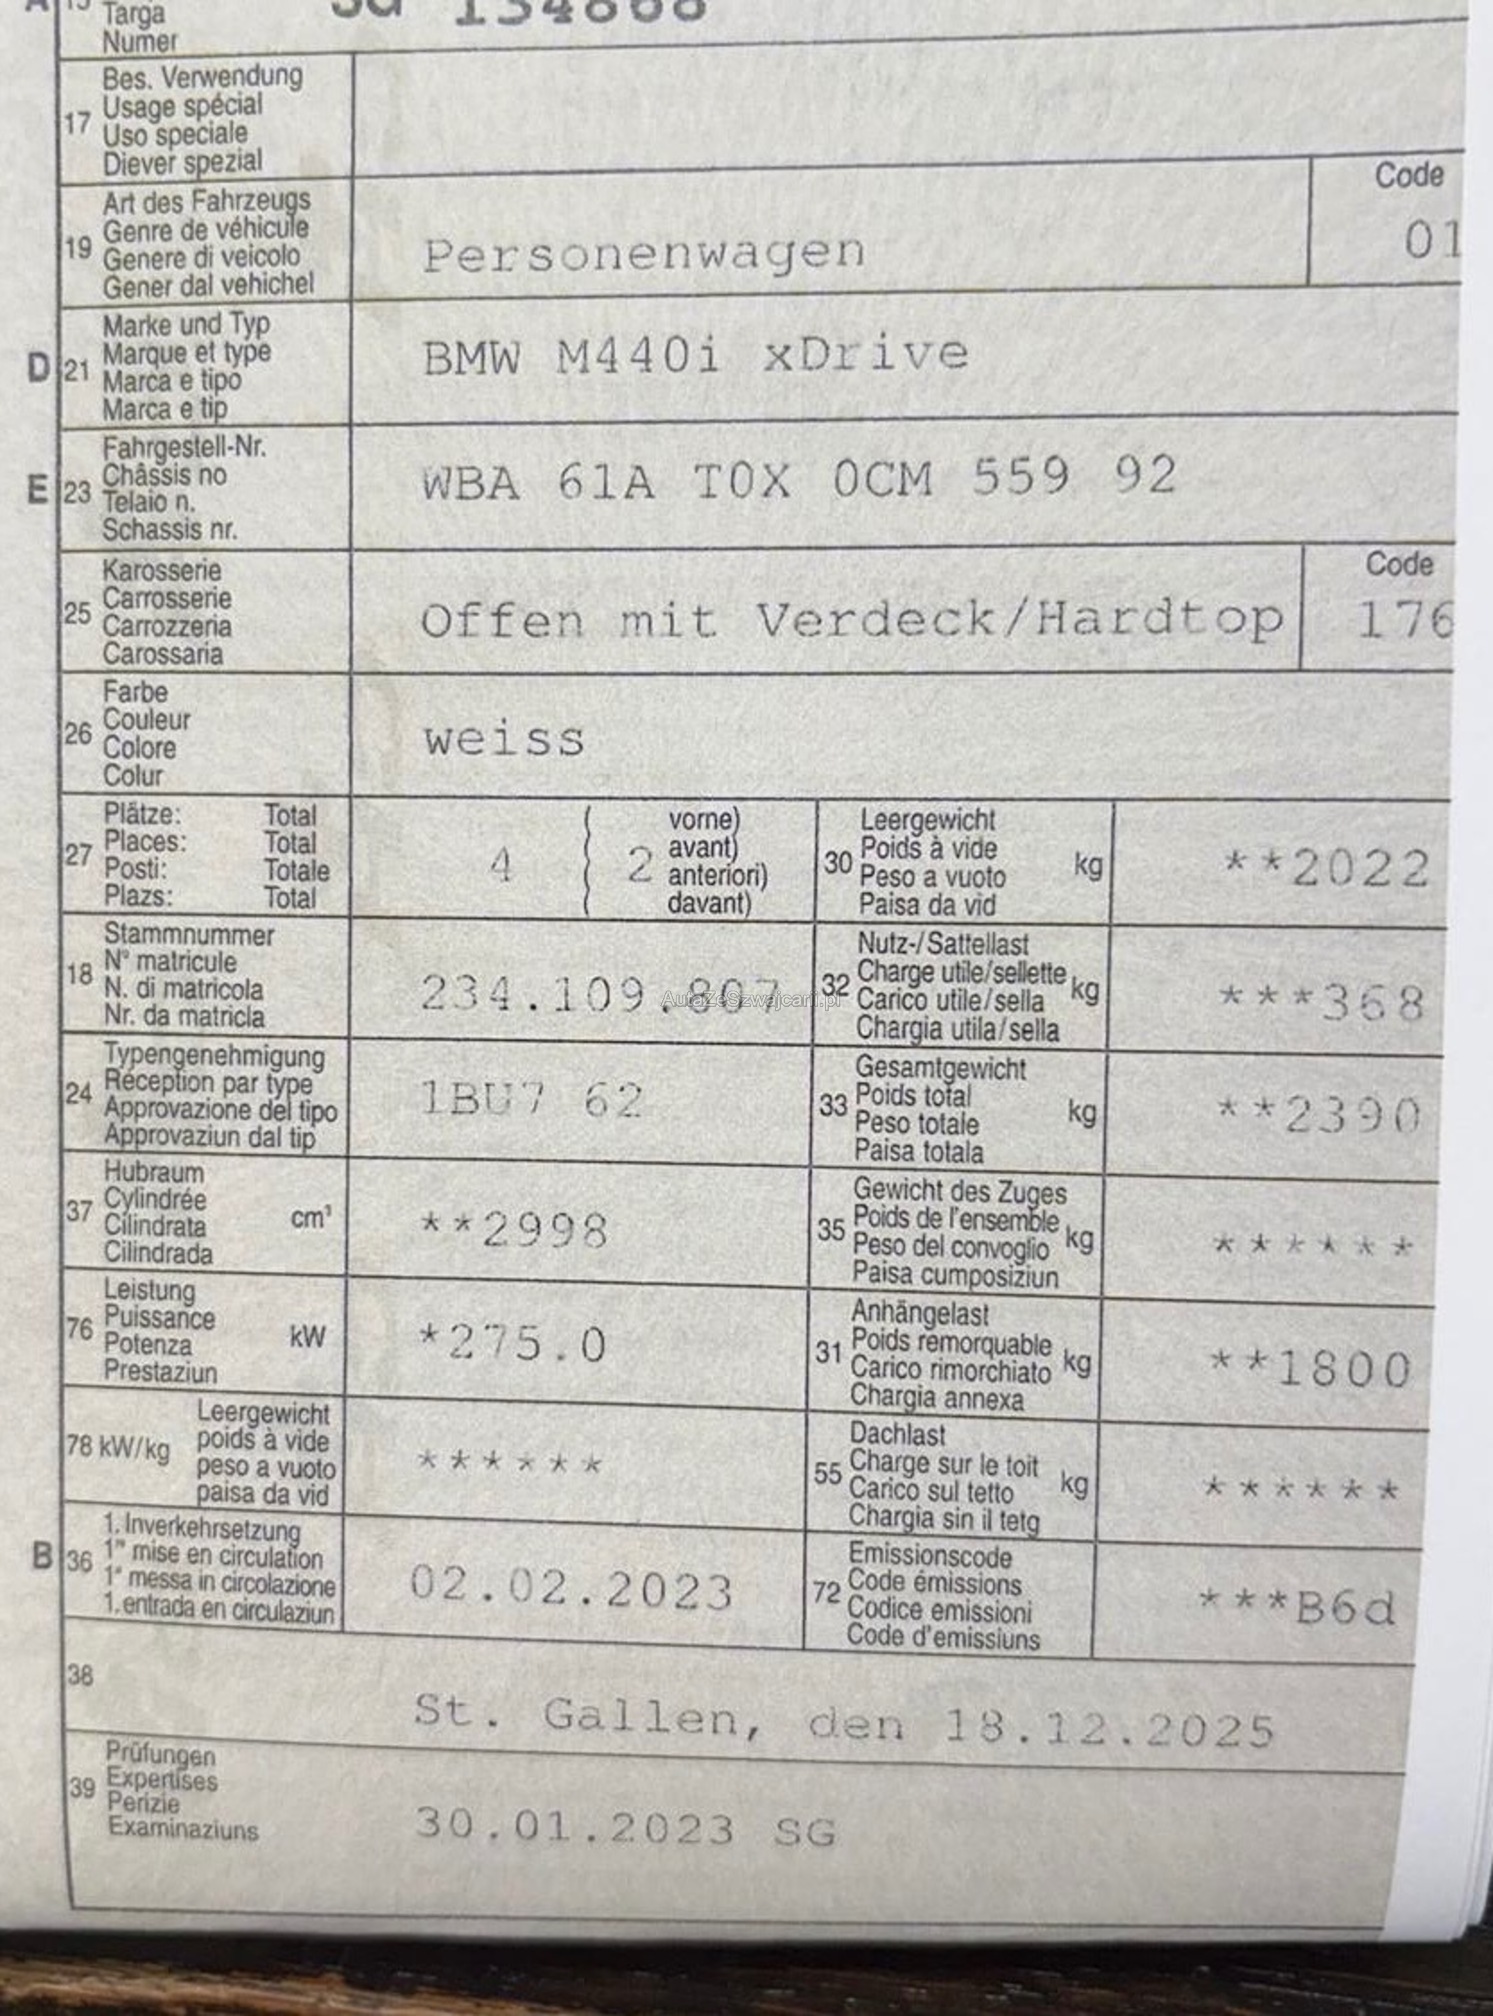 A 15 Targa
Numer
SG 134868
17 Bes. Verwendung
Usage spécial
Uso speciale
Diever spezial
19 Art des Fahrzeugs
Genre de véhicule
Genere di veicolo
Gener dal vehichel
Personenwagen
Code
01
D 21 Marke und Typ
Marque et type
Marca e tipo
Marca e tip
BMW M440i xDrive
E 23 Fahrgestell-Nr.
Châssis no
Telaio n.
Schassis nr.
WBA 61A T0X 0CM 559 92
25 Karosserie
Carrosserie
Carrozzeria
Carossaria
Offen mit Verdeck/Hardtop
Code
176
26 Farbe
Couleur
Colore
Colur
weiss
27 Plätze: Total
Places: Total
Posti: Totale
Plazs: Total
4 ( 2 vorne)
avant)
anteriori)
davant)
30 Leergewicht
Poids à vide
Peso a vuoto
Paisa da vid
kg
**2022
18 Stammnummer
N° matricule
N. di matricola
Nr. da matricla
234.109.807
AutaZeSzwajcarii.pl
32 Nutz-/Sattellast
Charge utile/sellette
Carico utile/sella
Chargia utila/sella
kg
***368
24 Typengenehmigung
Réception par type
Approvazione del tipo
Approvaziun dal tip
1BU7 62
33 Gesamtgewicht
Poids total
Peso totale
Paisa totala
kg
**2390
37 Hubraum
Cylindrée
Cilindrata
Cilindrada
cm³
**2998
35 Gewicht des Zuges
Poids de l'ensemble
Peso del convoglio
Paisa cumposiziun
kg
******
76 Leistung
Puissance
Potenza
Prestaziun
kW
*275.0
31 Anhängelast
Poids remorquable
Carico rimorchiato
Chargia annexa
kg
**1800
78 kW/kg Leergewicht
poids à vide
peso a vuoto
paisa da vid
******
55 Dachlast
Charge sur le toit
Carico sul tetto
Chargia sin il tetg
kg
******
B 36 1. Inverkehrsetzung
1re mise en circulation
1a messa in circolazione
1. entrada en circulaziun
02.02.2023
72 Emissionscode
Code émissions
Codice emissioni
Code d'emissiuns
***B6d
38
St. Gallen, den 18.12.2025
39 Prüfungen
Expertises
Perizie
Examinaziuns
30.01.2023 SG